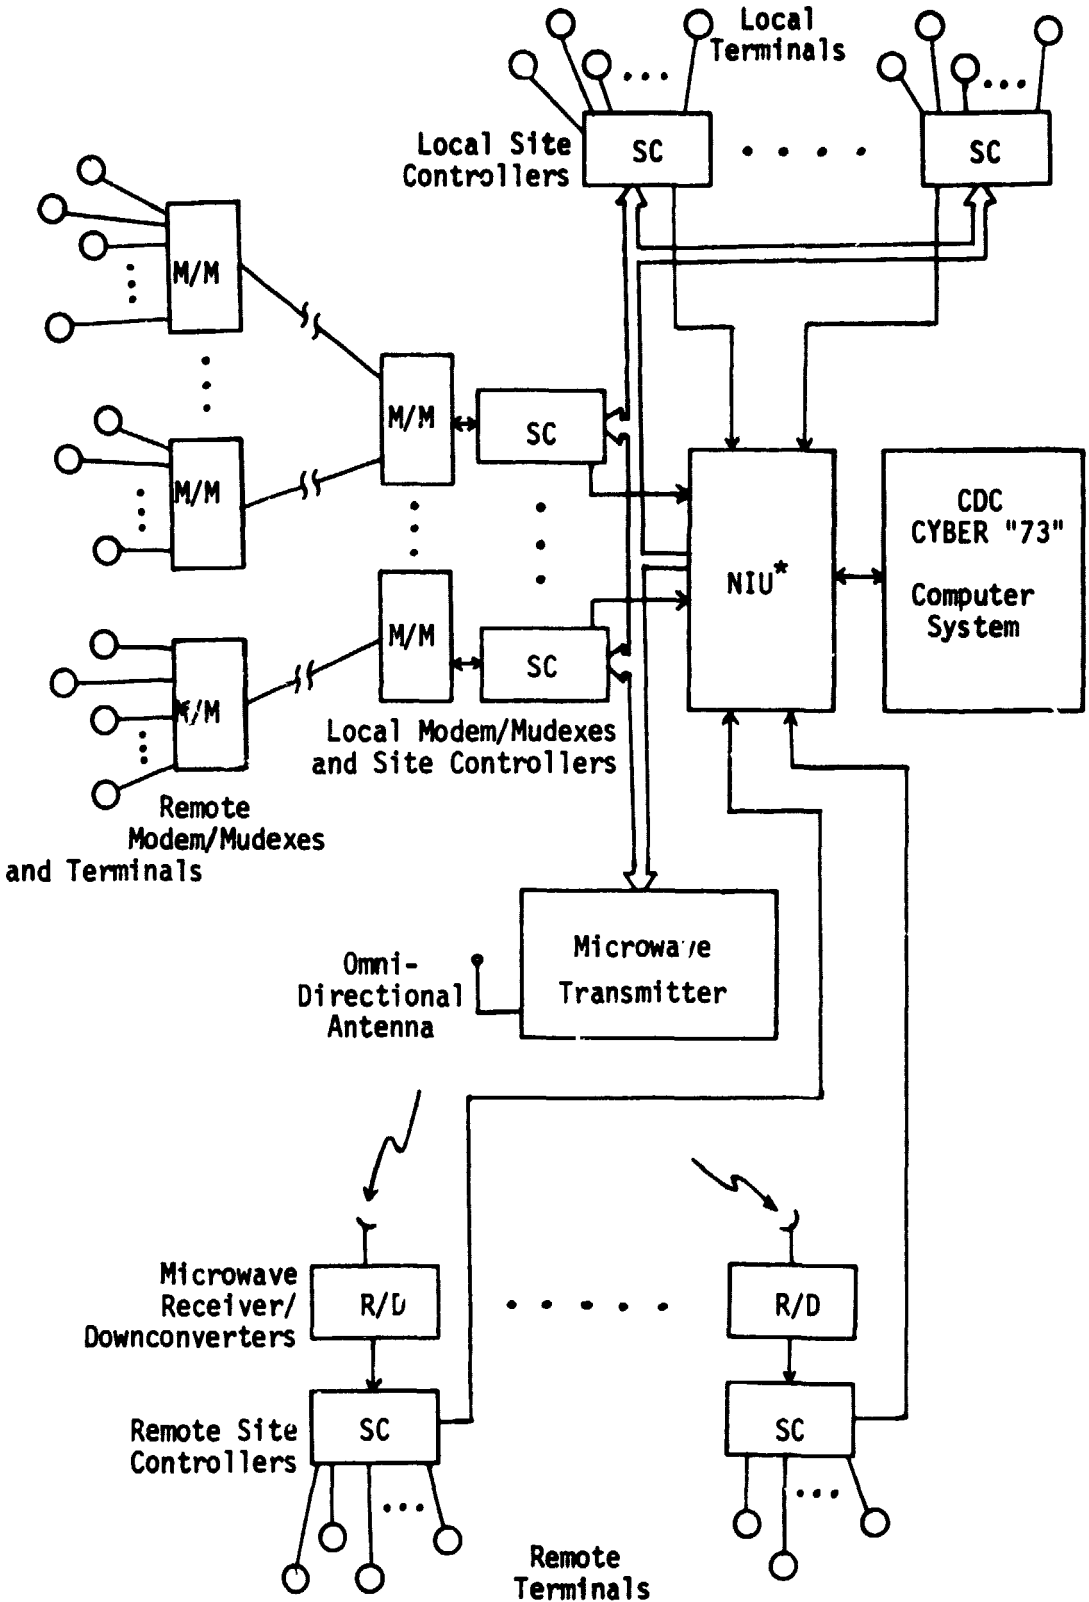 Local
Terminals
Local Site
Controllers
SC
SC
M/M
M/M
SC
M/M
CDC
CYBER "73"
NIU*
Computer
System
M/M
SC
M/M
Local Modem/Mudexes
and Site Controllers
Remote
Modem/Mudexes
and Terminals
Microwave
Transmitter
Omni-
Directional
Antenna
Microwave
Receiver/
Downconverters
R/D
R/D
Remote Site
Controllers
SC
SC
Remote
Terminals